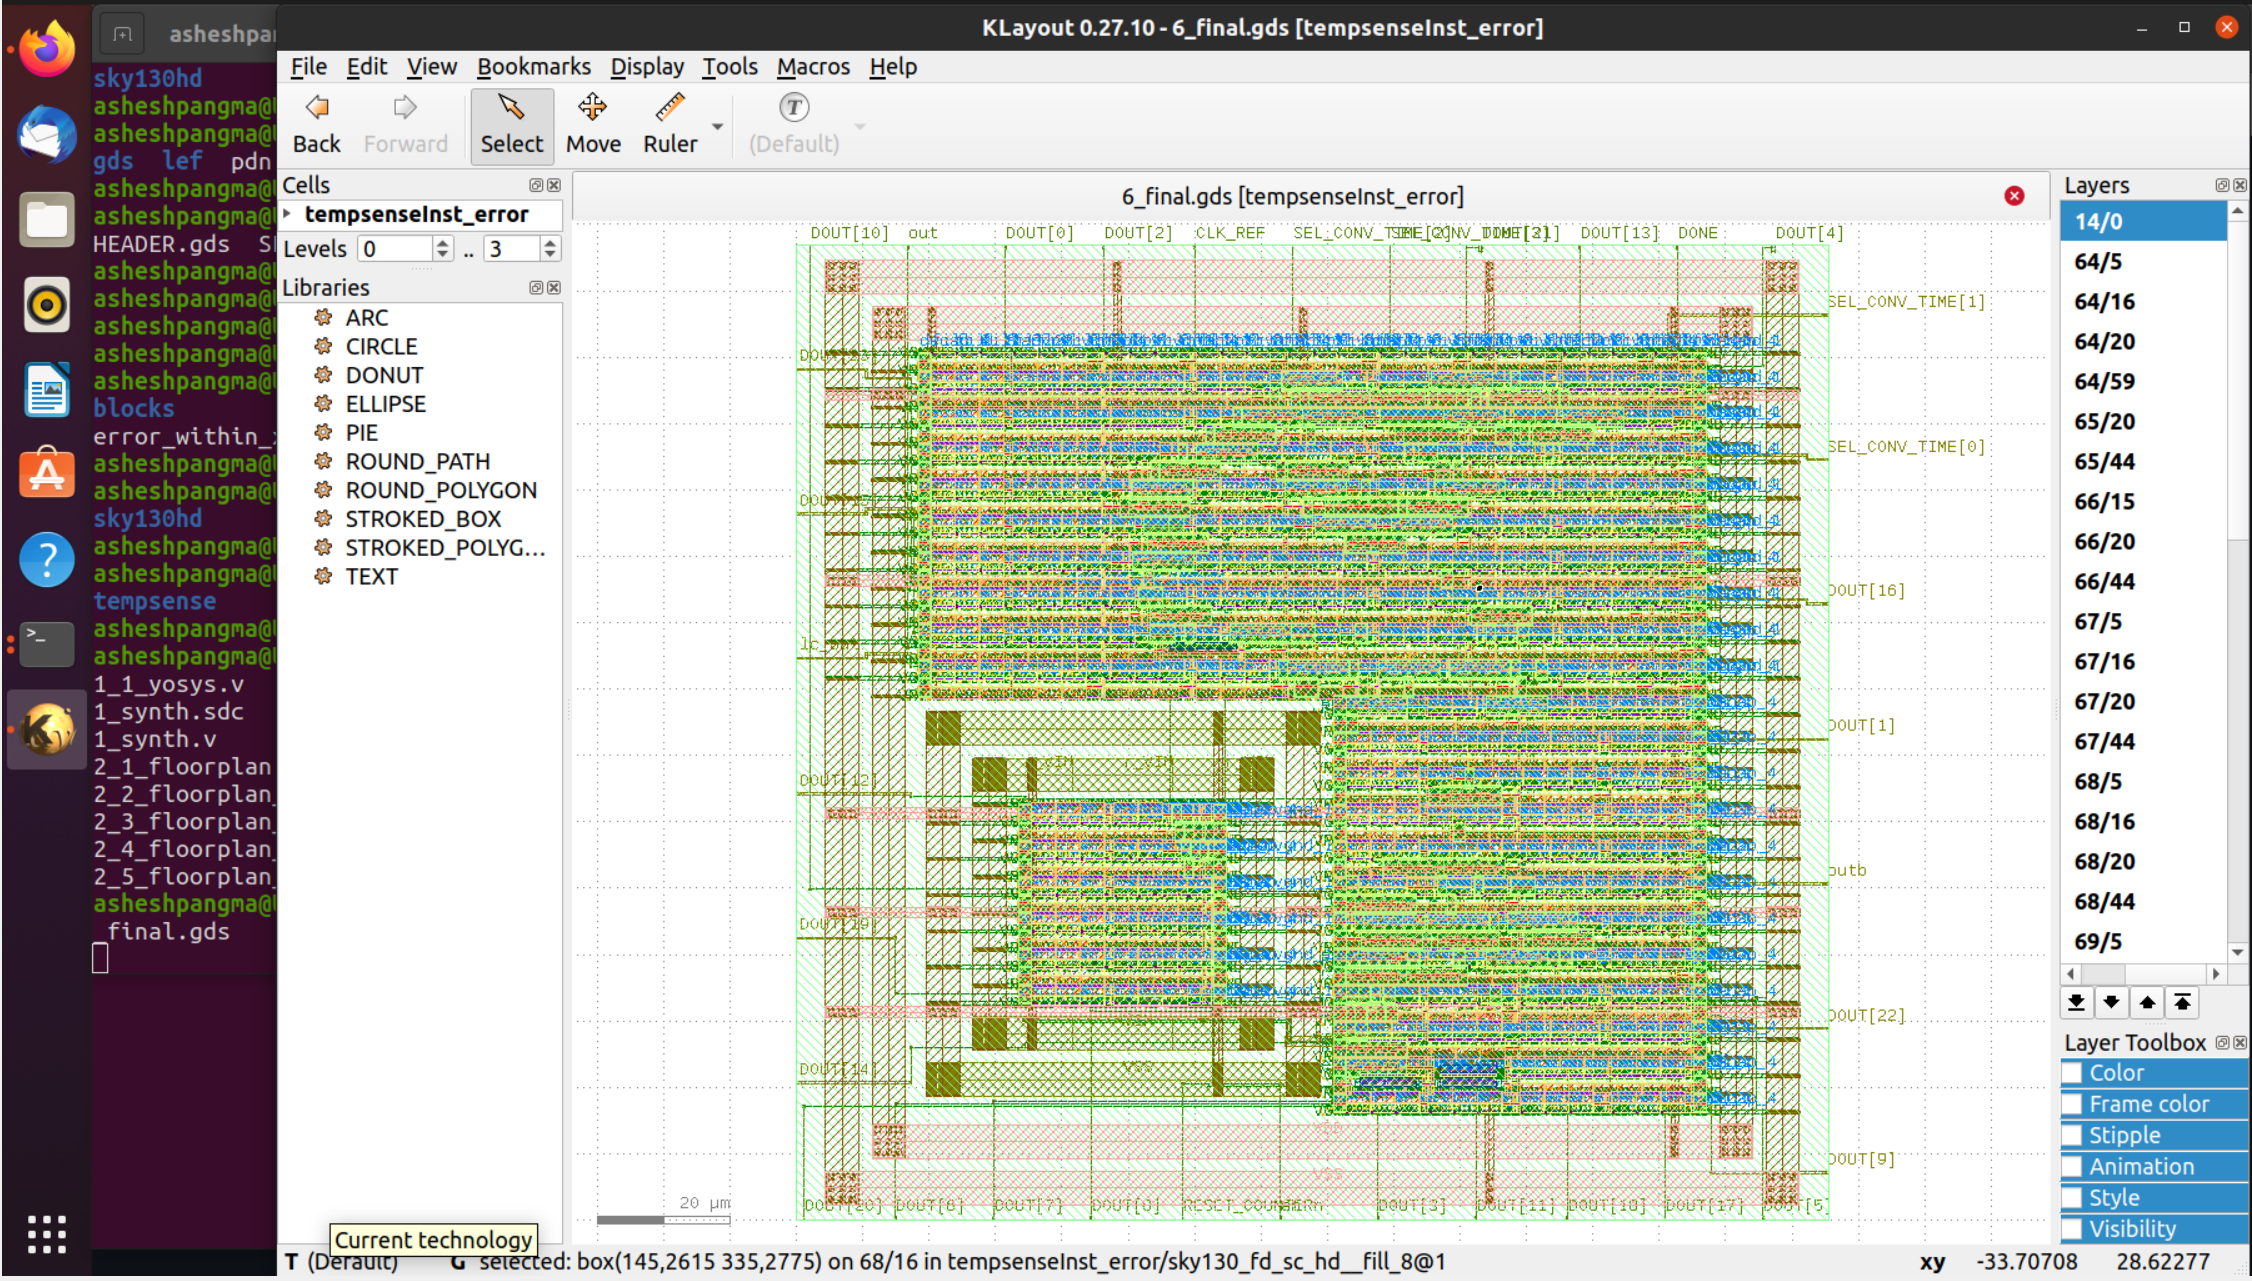 KLayout 0.27.10 - 6_final.gds [tempsenseInst_error]
asheshpa
File Edit View Bookmarks Display Tools Macros Help
Back Forward Select Move Ruler (Default)
sky130hd
asheshpangma@
asheshpangma@
gds lef pdn
asheshpangma@
asheshpangma@
HEADER.gds
asheshpangma@
asheshpangma@
asheshpangma@
asheshpangma@
asheshpangma@
blocks
error_within_
asheshpangma@
asheshpangma@
sky130hd
asheshpangma@
asheshpangma@
tempsense
asheshpangma@
asheshpangma@
1_1_yosys.v
1_synth.sdc
1_synth.v
2_1_floorplan
2_2_floorplan_
2_3_floorplan_
2_4_floorplan_
2_5_floorplan_
asheshpangma@
_final.gds
Cells
tempsenseInst_error
Levels 0 .. 3
Libraries
ARC
CIRCLE
DONUT
ELLIPSE
PIE
ROUND_PATH
ROUND_POLYGON
STROKED_BOX
STROKED_POLYG...
TEXT
6_final.gds [tempsenseInst_error]
DOUT[10] out DOUT[0] DOUT[2] CLK_REF DOUT[13] DONE DOUT[4]
SEL_CONV_TIME[1]
SEL_CONV_TIME[0]
DOUT[16]
DOUT[1]
DOUT[12]
outb
DOUT[19]
DOUT[22]
DOUT[14]
DOUT[9]
VSS
20 µm
DOUT[20] DOUT[6] DOUT[7] DOUT[8] DOUT[3] DOUT[11] DOUT[18] DOUT[17] DOUT[5]
Layers
14/0
64/5
64/16
64/20
64/59
65/20
65/44
66/15
66/20
66/44
67/5
67/16
67/20
67/44
68/5
68/16
68/20
68/44
69/5
Layer Toolbox
Color
Frame color
Stipple
Animation
Style
Visibility
Current technology
T (Default) G selected: box(145,2615 335,2775) on 68/16 in tempsenseInst_error/sky130_fd_sc_hd__fill_8@1 xy -33.70708 28.62277